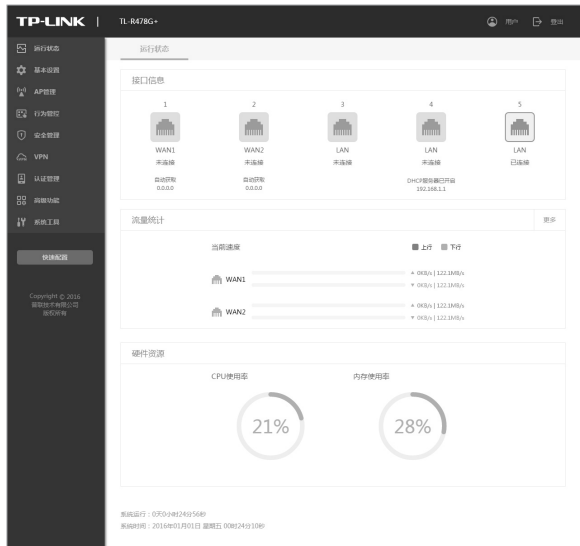 TP-LINK | TL-R478G+ 用户 登出
运行状态
基本设置
AP管理
行为管控
安全管理
VPN
认证管理
高级功能
系统工具
快速配置
Copyright © 2016
普联技术有限公司
版权所有
运行状态
接口信息
1 2 3 4 5
WAN1 WAN2 LAN LAN LAN
未连接 未连接 未连接 未连接 已连接
自动获取 自动获取 DHCP服务器已开启
0.0.0.0 0.0.0.0 192.168.1.1
流量统计 更多
当前速度 上行 下行
WAN1
0KB/s | 122.1MB/s
0KB/s | 122.1MB/s
WAN2
0KB/s | 122.1MB/s
0KB/s | 122.1MB/s
硬件资源
CPU使用率 内存使用率
21% 28%
系统运行：0天0小时24分56秒
系统时间：2016年01月01日 星期五 00时24分10秒